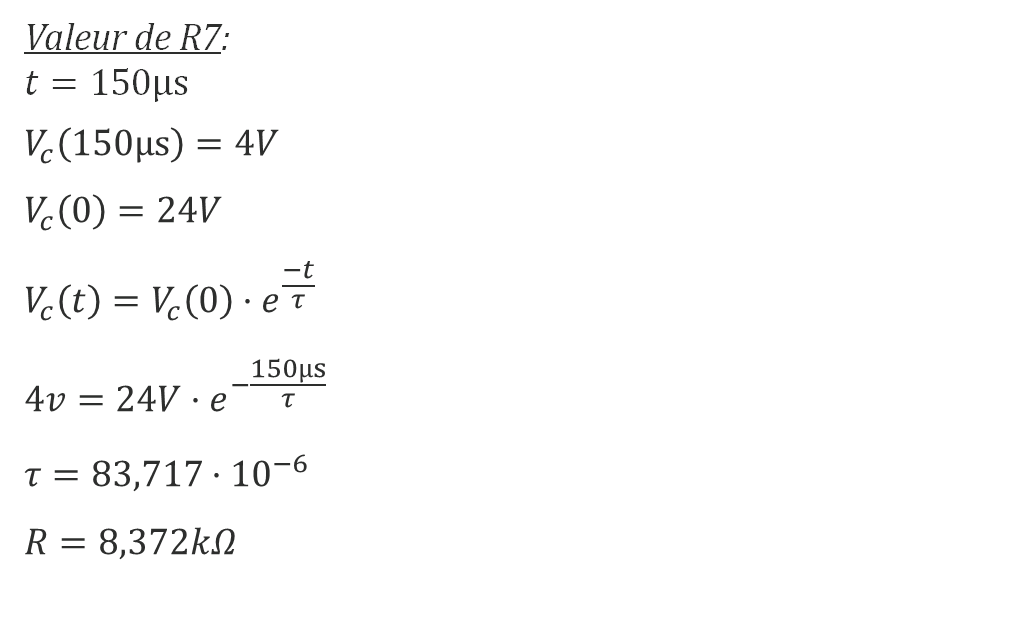 Valeur de R7:
t = 150μs
V_c(150μs) = 4V
V_c(0) = 24V
V_c(t) = V_c(0) · e^(-t/τ)
4v = 24V · e^(-150μs/τ)
τ = 83,717 · 10^-6
R = 8,372kΩ